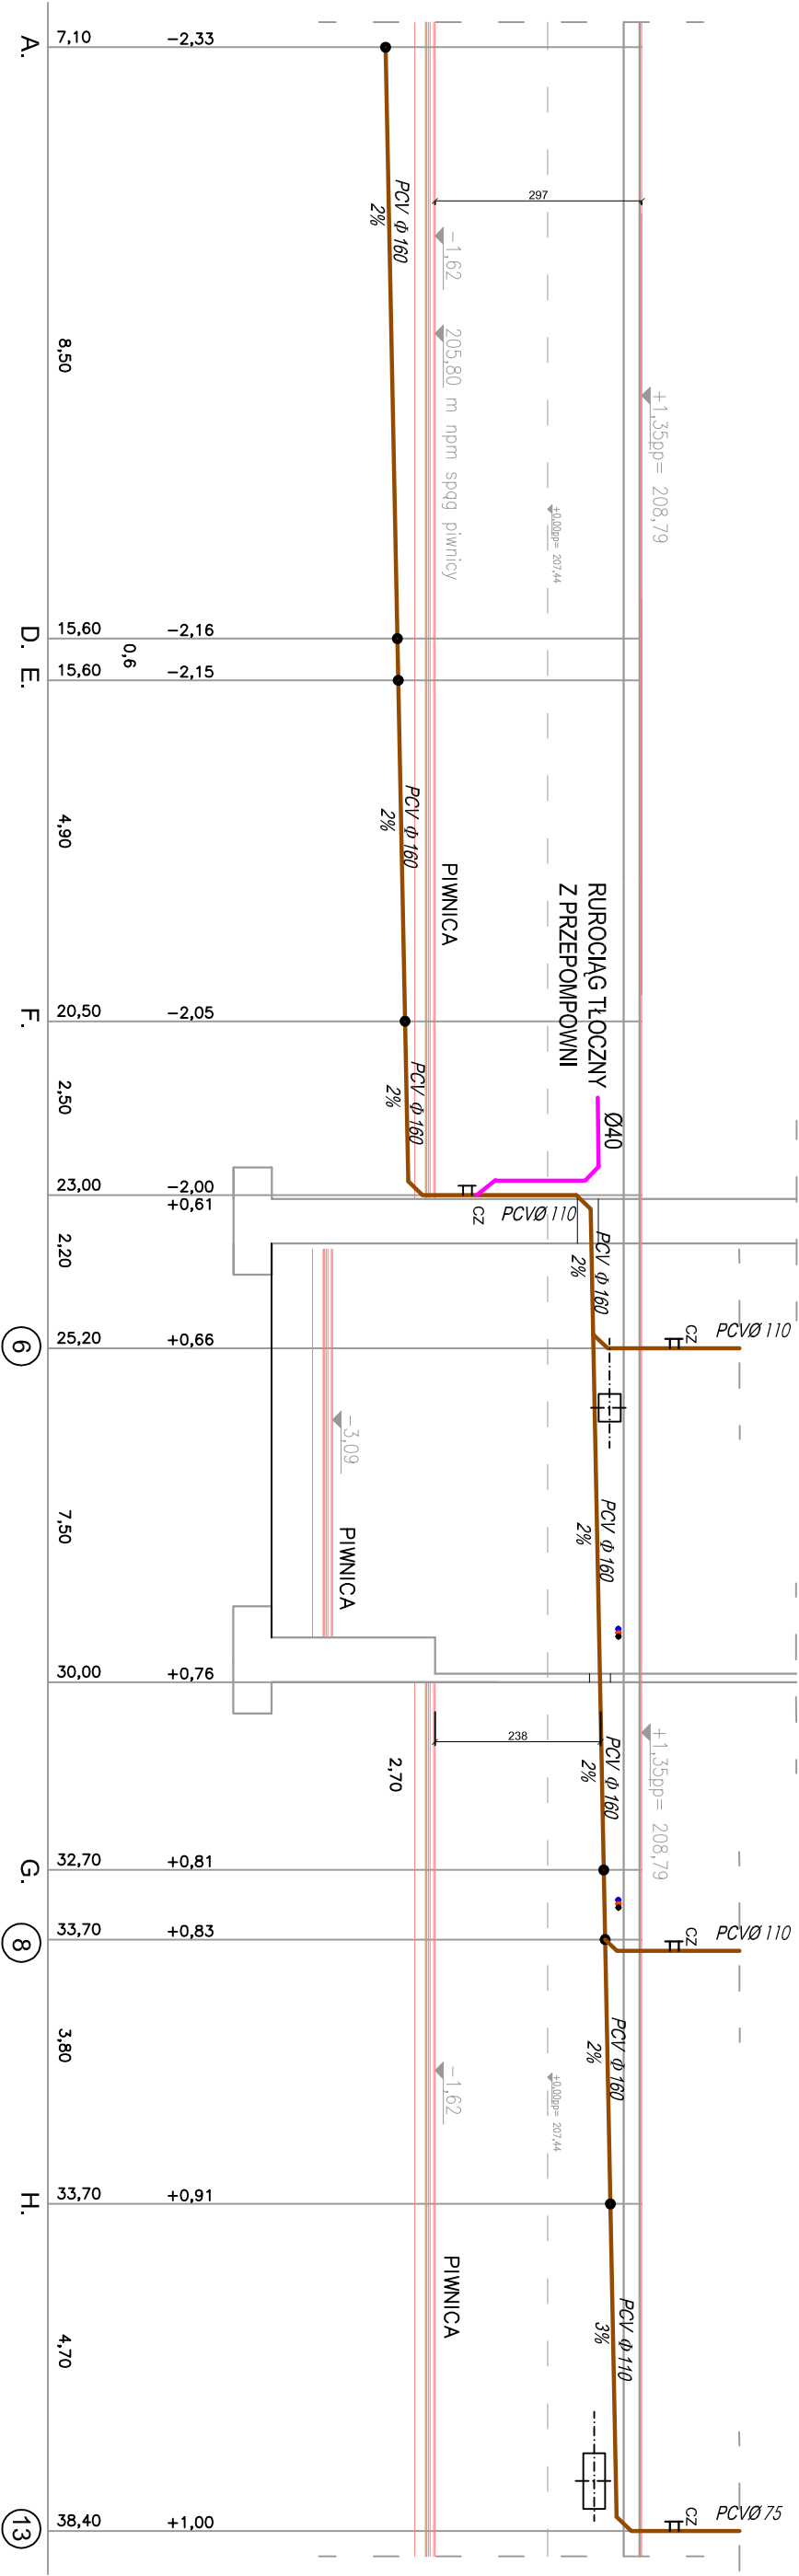 A.
7,10
-2,33
PCV Φ 160
2%
297
-1,62
205,80 m npm spąg piwnicy
+1,35pp= 208,79
+0,00pp= 207,44
8,50
D.
15,60
-2,16
0,6
E.
15,60
-2,15
4,90
PCV Φ 160
2%
PIWNICA
RUROCIĄG TŁOCZNY
Z PRZEPOMPOWNI
Ø40
F.
20,50
-2,05
2,50
PCV Φ 160
2%
23,00
-2,00
+0,61
CZ
PCVØ 110
2,20
PCV Φ 160
2%
6
25,20
+0,66
CZ
PCVØ 110
-3,09
PIWNICA
7,50
PCV Φ 160
2%
30,00
+0,76
238
2,70
PCV Φ 160
2%
+1,35pp= 208,79
G.
32,70
+0,81
8
33,70
+0,83
CZ
PCVØ 110
3,80
-1,62
+0,00pp= 207,44
PCV Φ 160
2%
H.
33,70
+0,91
PIWNICA
4,70
PCV Φ 110
3%
13
38,40
+1,00
CZ
PCVØ 75